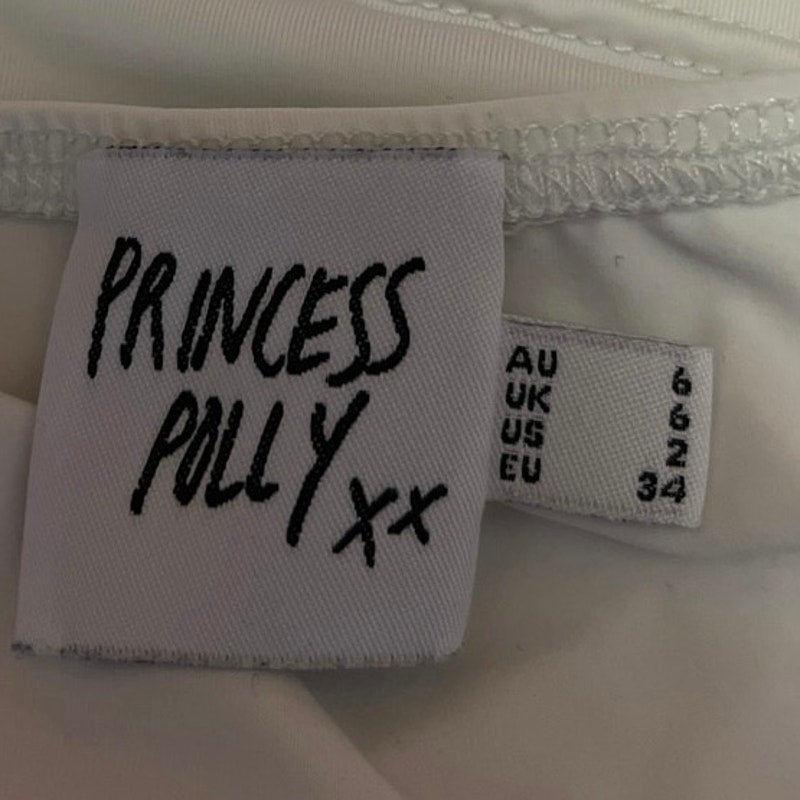 PRINCESS
POLLY xx
AU 6
UK 6
US 2
EU 34